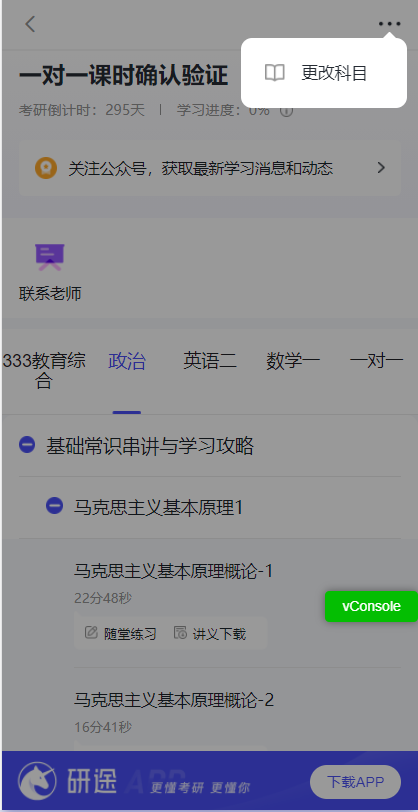 更改科目
一对一课时确认验证
考研倒计时：295天 | 学习进度：0%
关注公众号，获取最新学习消息和动态
联系老师
333教育综合 政治 英语二 数学一 一对一
基础常识串讲与学习攻略
马克思主义基本原理1
马克思主义基本原理概论-1
22分48秒
vConsole
随堂练习 讲义下载
马克思主义基本原理概论-2
16分41秒
研途 APP 更懂考研 更懂你 下载APP